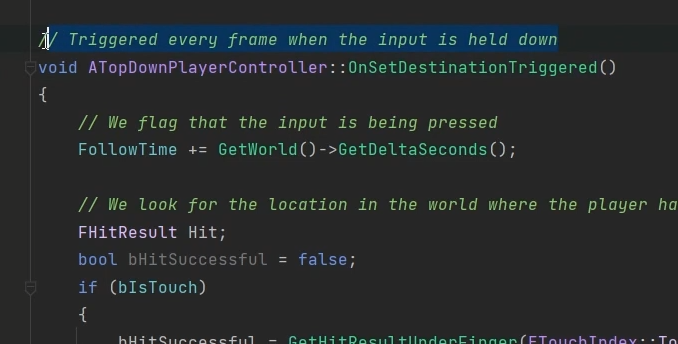 // Triggered every frame when the input is held down
void ATopDownPlayerController::OnSetDestinationTriggered()
{
// We flag that the input is being pressed
FollowTime += GetWorld()->GetDeltaSeconds();
// We look for the location in the world where the player ha
FHitResult Hit;
bool bHitSuccessful = false;
if (bIsTouch)
{
bHitSuccessful = GetHitResultUnderFinger(ETouchIndex::To